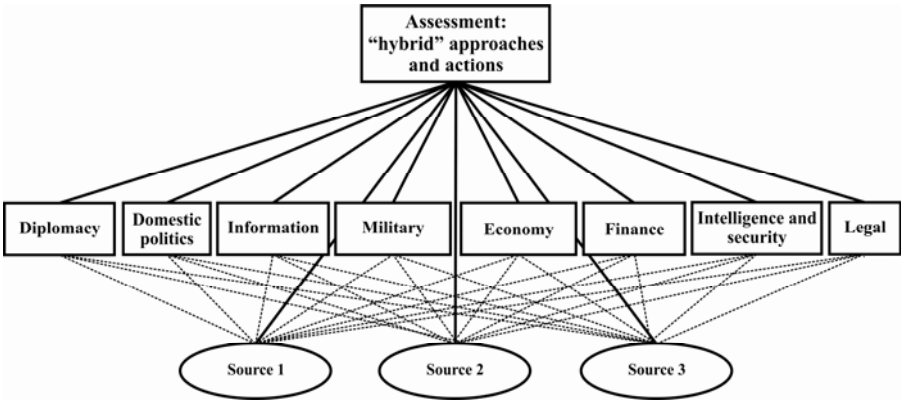 Assessment:
“hybrid” approaches
and actions
Diplomacy
Domestic
politics
Information
Military
Economy
Finance
Intelligence and
security
Legal
Source 1
Source 2
Source 3